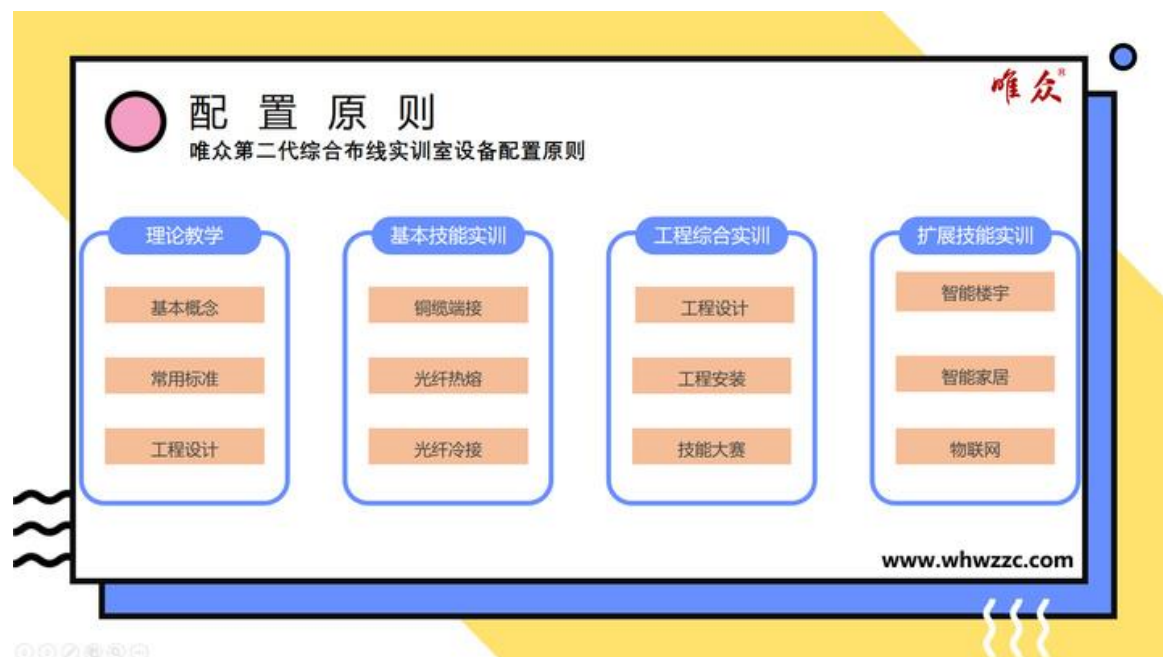 唯众®
配置原则
唯众第二代综合布线实训室设备配置原则
理论教学
基本概念
常用标准
工程设计
基本技能实训
铜缆端接
光纤热熔
光纤冷接
工程综合实训
工程设计
工程安装
技能大赛
扩展技能实训
智能楼宇
智能家居
物联网
www.whwzzc.com